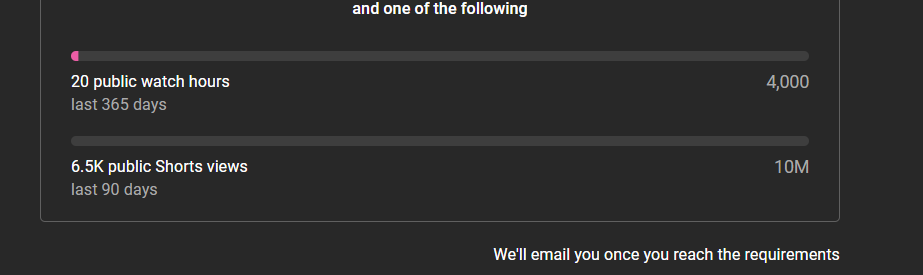 and one of the following
20 public watch hours
4,000
last 365 days
6.5K public Shorts views
10M
last 90 days
We'll email you once you reach the requirements